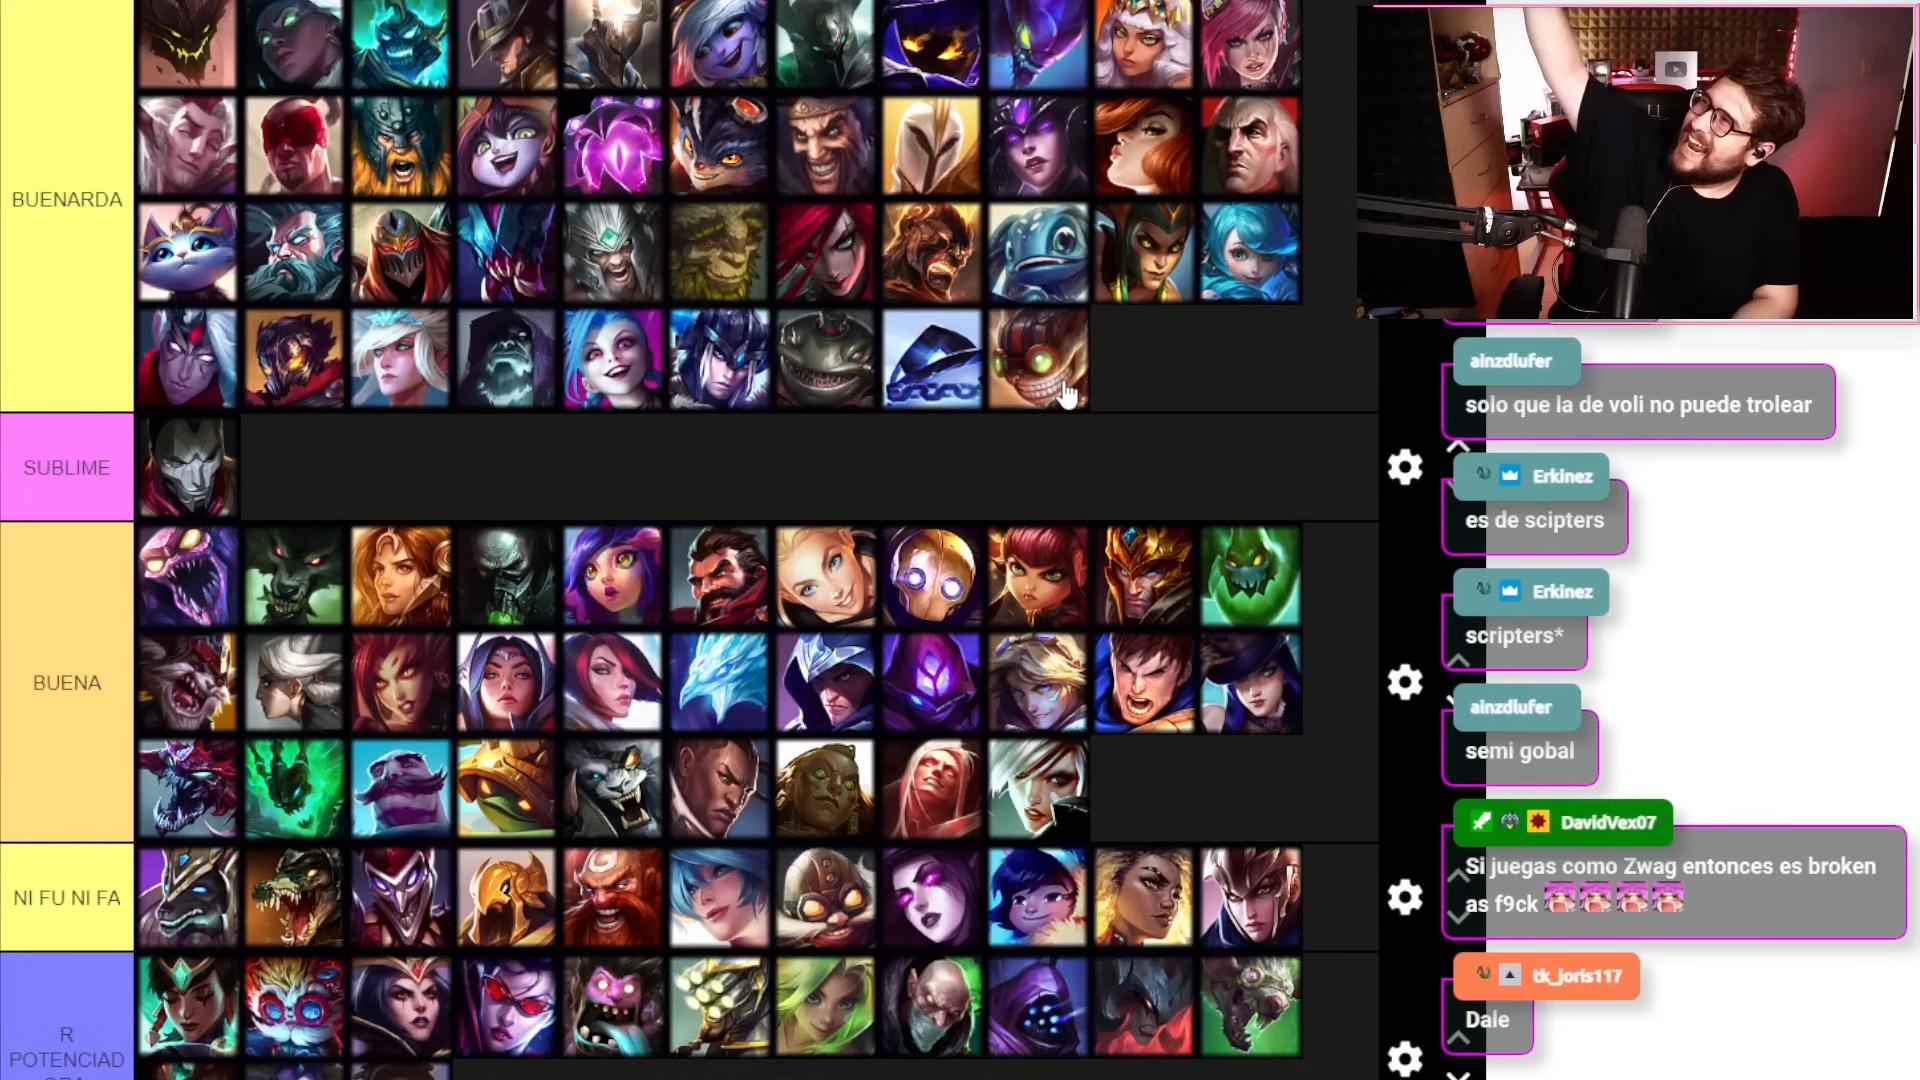 BUENARDA
SUBLIME
BUENA
NI FU NI FA
R
POTENCIAD
ainzdlufer
solo que la de voli no puede trolear
Erkinez
es de scipters
Erkinez
scripters*
ainzdlufer
semi gobal
DavidVex07
Si juegas como Zwag entonces es broken
as f9ck
tk_joris117
Dale